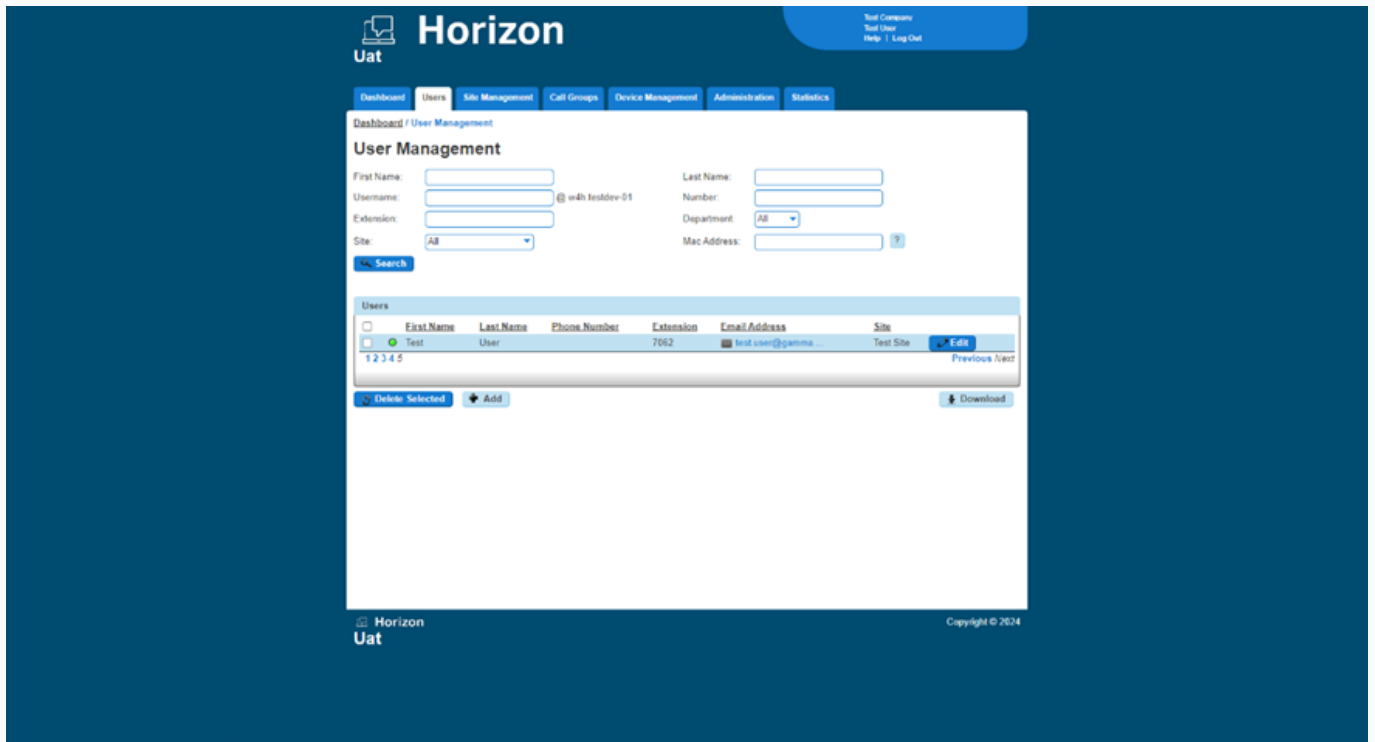 Horizon
Uat
Test Company
Test User
Help | Log Out
Dashboard Users Site Management Call Groups Device Management Administration Statistics
Dashboard / User Management
User Management
First Name: Last Name:
Username: @ w4h.testdev-01 Number:
Extension: Department: All
Site: All Mac Address: ?
Search
Users
First Name Last Name Phone Number Extension Email Address Site
Test User 7062 test.user@gamma... Test Site Edit
1 2 3 4 5 Previous Next
Delete Selected Add Download
Horizon
Uat
Copyright © 2024